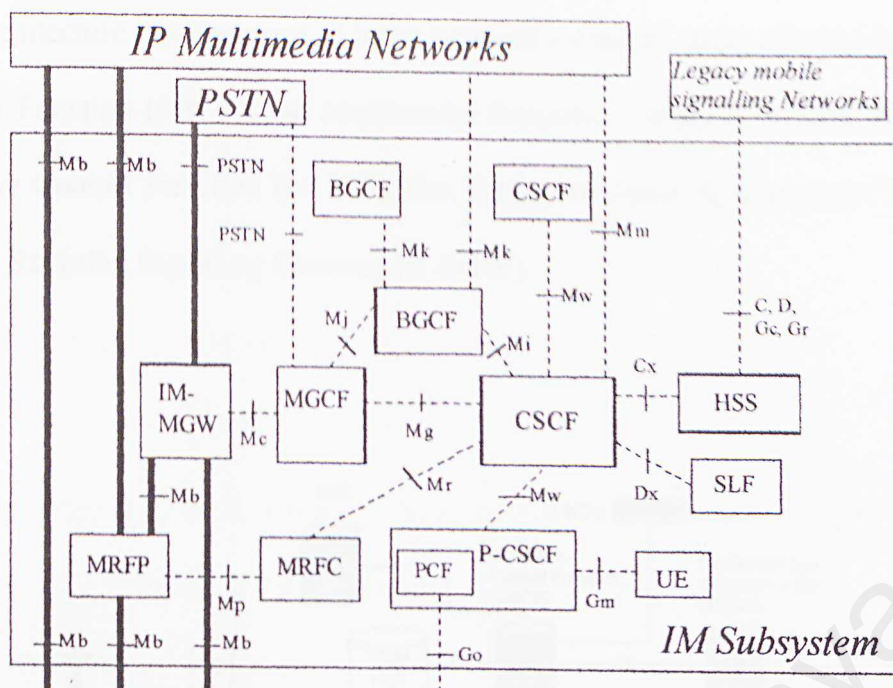 IP Multimedia Networks
Legacy mobile
signalling Networks
PSTN
Mb
Mb
PSTN
BGCF
CSCF
PSTN
Mk
Mk
Mm
Mw
C, D,
Gc, Gr
BGCF
Mj
Mi
Cx
IM-
MGW
MGCF
CSCF
HSS
Mc
Mg
SLF
Mr
Dx
Mb
Mw
MRFP
MRFC
P-CSCF
PCF
UE
Mp
Gm
Mb
Mb
Mb
Go
IM Subsystem